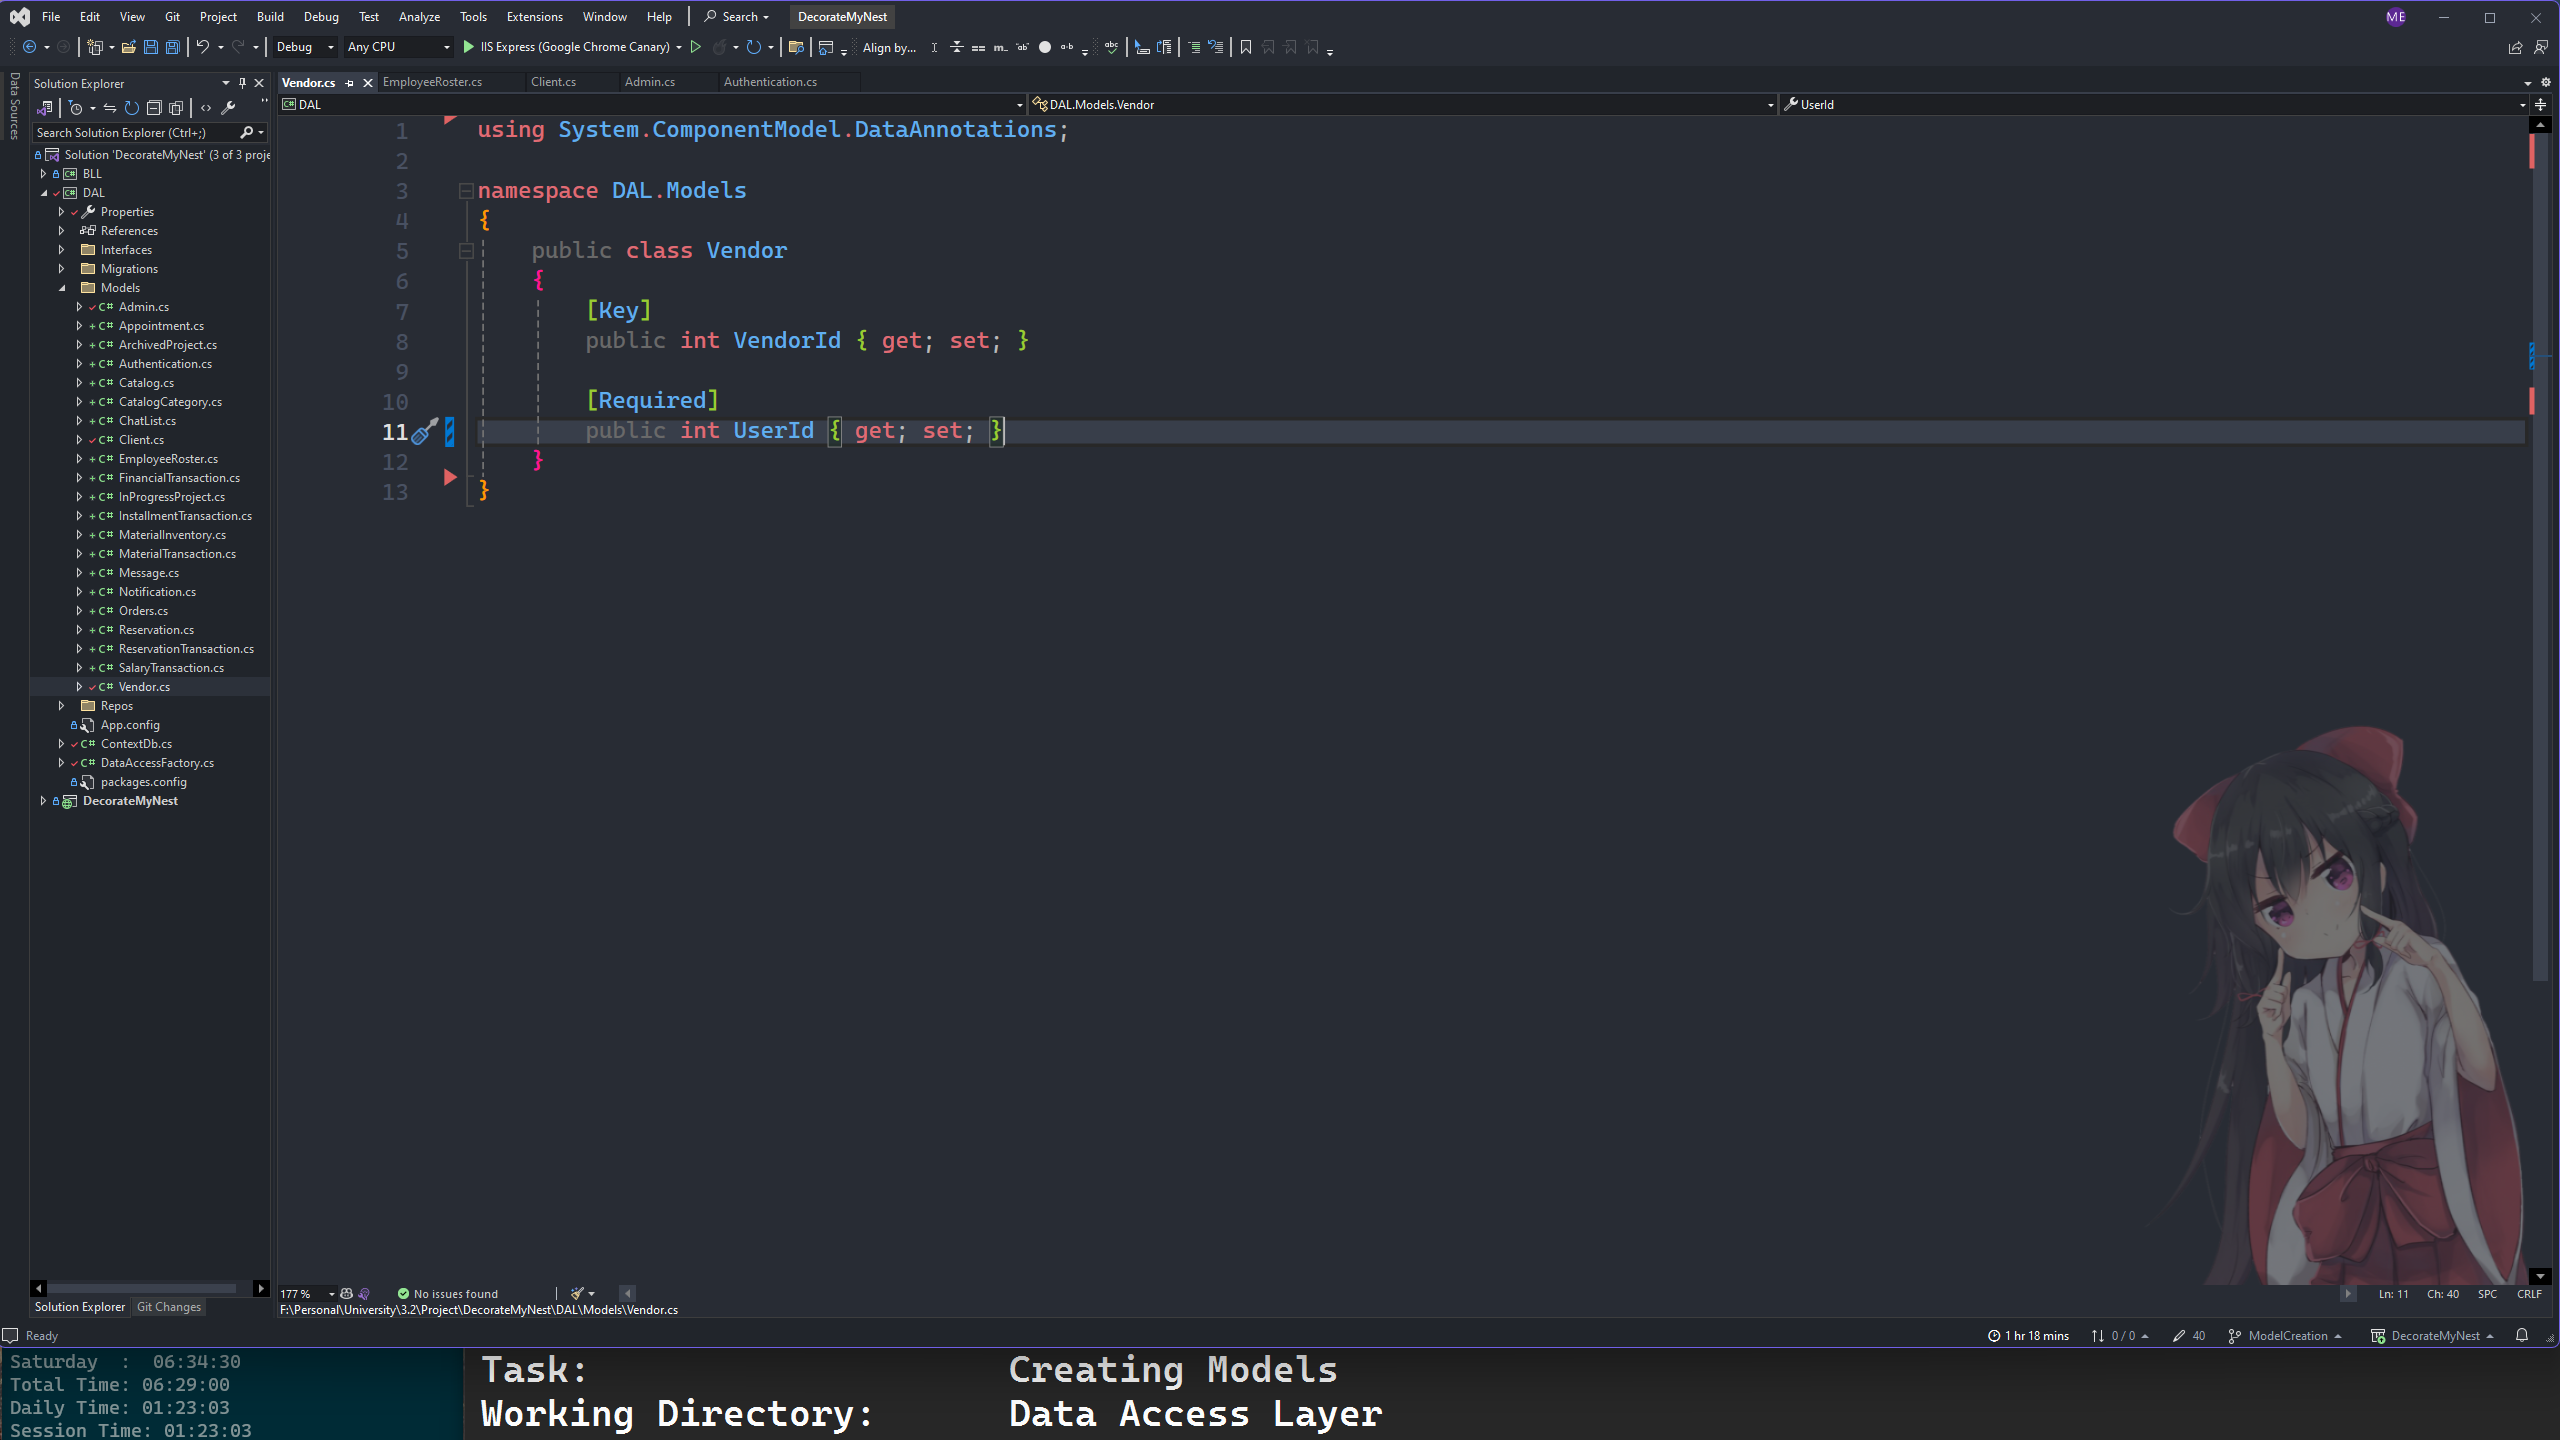 File Edit View Git Project Build Debug Test Analyze Tools Extensions Window Help Search DecorateMyNest ME
Debug Any CPU IIS Express (Google Chrome Canary) Align by...
Data Sources
Solution Explorer
Search Solution Explorer (Ctrl+;)
Solution 'DecorateMyNest' (3 of 3 proje
BLL
DAL
Properties
References
Interfaces
Migrations
Models
Admin.cs
Appointment.cs
ArchivedProject.cs
Authentication.cs
Catalog.cs
CatalogCategory.cs
ChatList.cs
Client.cs
EmployeeRoster.cs
FinancialTransaction.cs
InProgressProject.cs
InstallmentTransaction.cs
MaterialInventory.cs
MaterialTransaction.cs
Message.cs
Notification.cs
Orders.cs
Reservation.cs
ReservationTransaction.cs
SalaryTransaction.cs
Vendor.cs
Repos
App.config
ContextDb.cs
DataAccessFactory.cs
packages.config
DecorateMyNest
Solution Explorer Git Changes
Vendor.cs EmployeeRoster.cs Client.cs Admin.cs Authentication.cs
DAL DAL.Models.Vendor UserId
1 using System.ComponentModel.DataAnnotations;
2
3 namespace DAL.Models
4 {
5 public class Vendor
6 {
7 [Key]
8 public int VendorId { get; set; }
9
10 [Required]
11 public int UserId { get; set; }
12 }
13 }
177 % No issues found Ln: 11 Ch: 40 SPC CRLF
F:\Personal\University\3.2\Project\DecorateMyNest\DAL\Models\Vendor.cs
Ready 1 hr 18 mins 0 / 0 40 ModelCreation DecorateMyNest
Saturday : 06:34:30
Total Time: 06:29:00
Daily Time: 01:23:03
Session Time: 01:23:03
Task: Creating Models
Working Directory: Data Access Layer